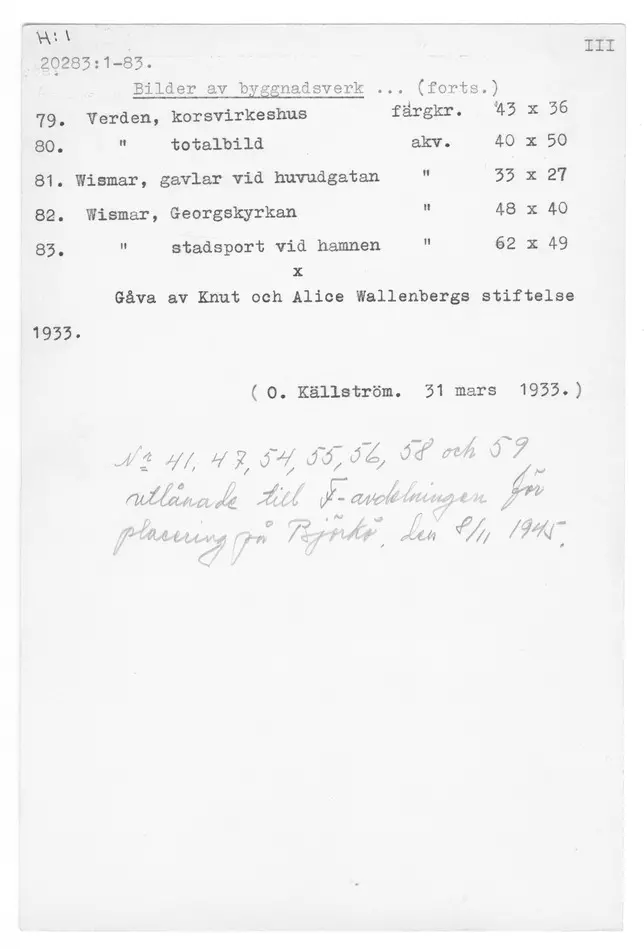 H:1
III
20283:1-83.
Bilder av byggnadsverk ... (forts.)
79. Verden, korsvirkeshus färgkr. 43 x 36
80. " totalbild akv. 40 x 50
81. Wismar, gavlar vid huvudgatan " 33 x 27
82. Wismar, Georgskyrkan " 48 x 40
83. " stadsport vid hamnen " 62 x 49
x
Gåva av Knut och Alice Wallenbergs stiftelse
1933.
( O. Källström. 31 mars 1933.)
Nr 41, 47, 54, 55, 56, 58 och 59
utlånade till F-avdelningen för
placering på Björkö, den 8/11 1945.